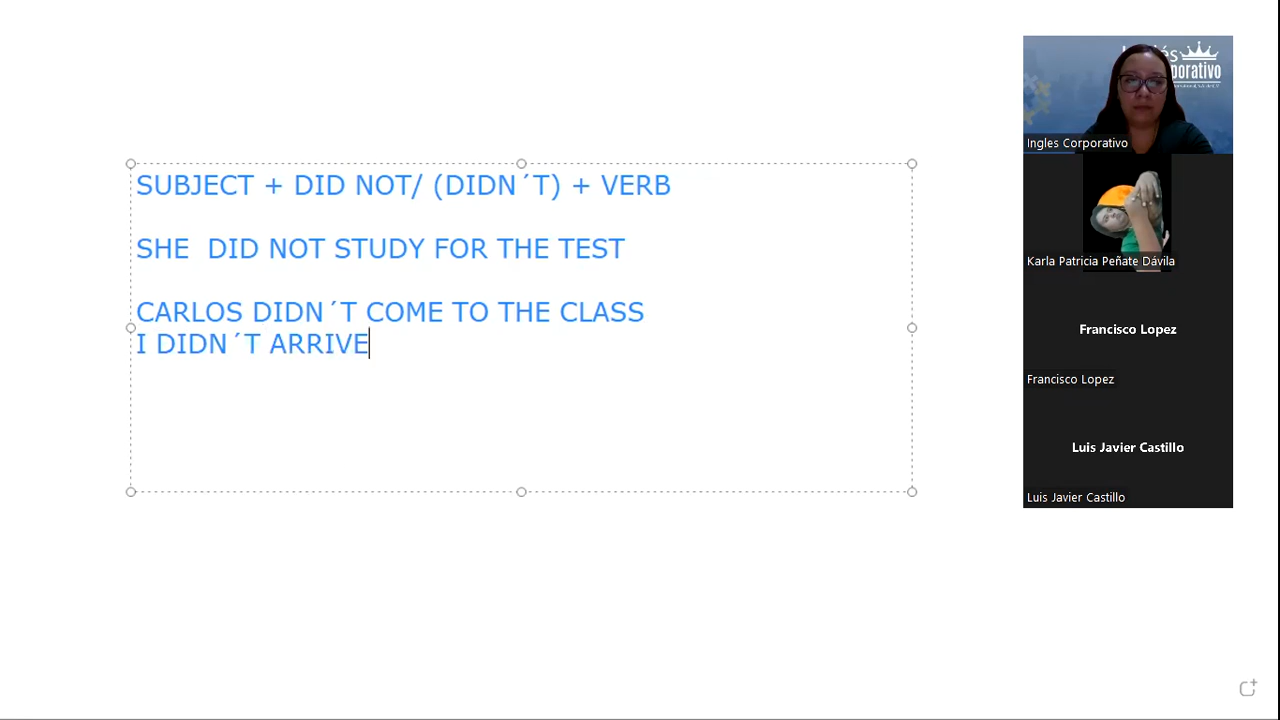 SUBJECT + DID NOT/ (DIDN´T) + VERB
SHE  DID NOT STUDY FOR THE TEST
CARLOS DIDN´T COME TO THE CLASS
I DIDN´T ARRIVE
Ingles Corporativo
Karla Patricia Peñate Dávila
Francisco Lopez
Francisco Lopez
Luis Javier Castillo
Luis Javier Castillo